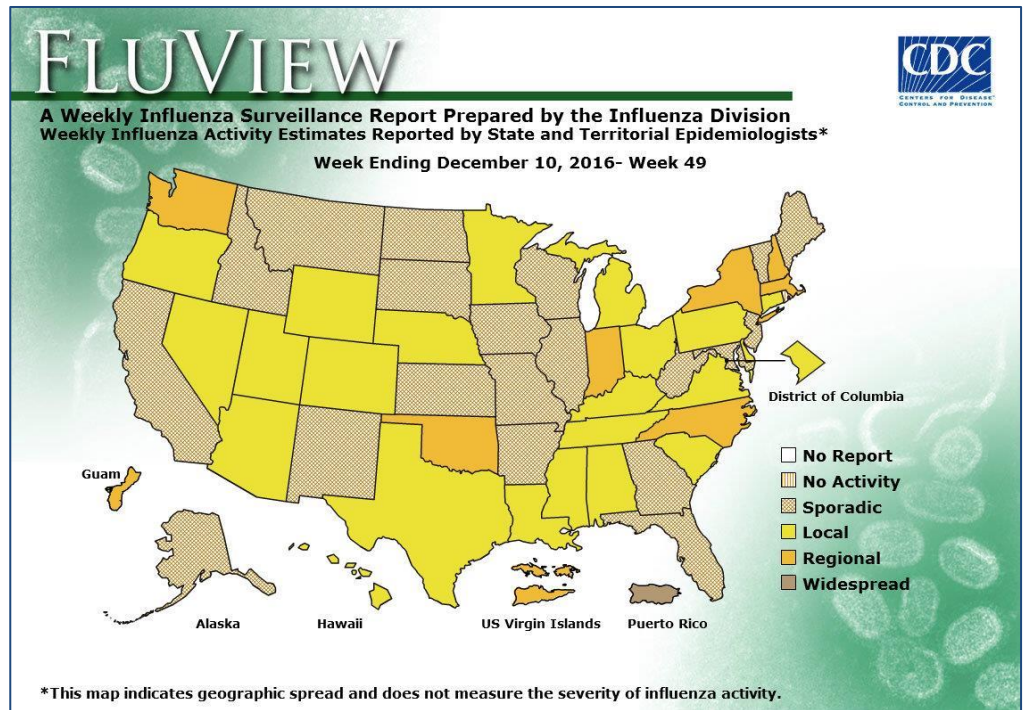 FLUVIEW
CDC
CENTERS FOR DISEASE
CONTROL AND PREVENTION
A Weekly Influenza Surveillance Report Prepared by the Influenza Division
Weekly Influenza Activity Estimates Reported by State and Territorial Epidemiologists*
Week Ending December 10, 2016- Week 49
District of Columbia
Guam
No Report
No Activity
Sporadic
Local
Regional
Widespread
Alaska
Hawaii
US Virgin Islands
Puerto Rico
*This map indicates geographic spread and does not measure the severity of influenza activity.